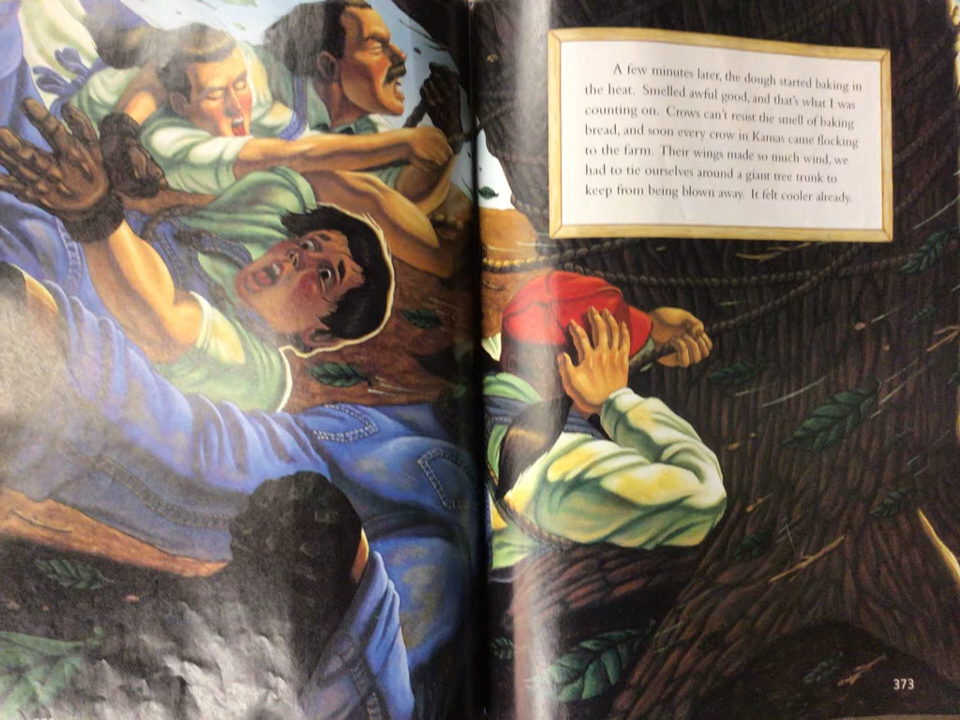 A few minutes later, the dough started baking in
the heat. Smelled awful good, and that's what I was
counting on. Crows can't resist the smell of baking
bread, and soon every crow in Kansas came flocking
to the farm. Their wings made so much wind, we
had to tie ourselves around a giant tree trunk to
keep from being blown away. It felt cooler already.
373